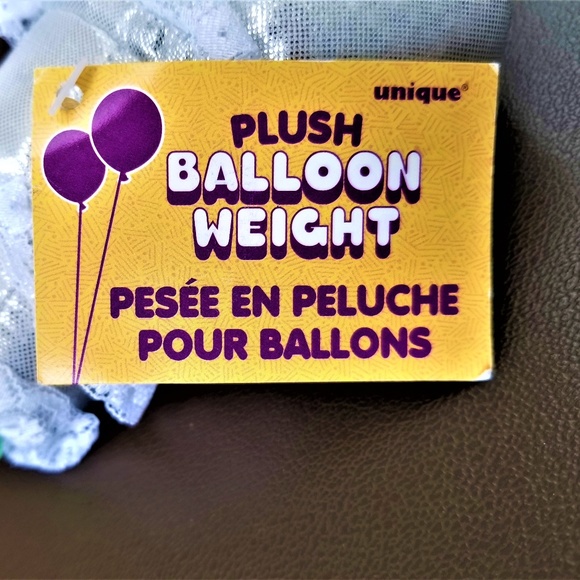 unique®
PLUSH
BALLOON
WEIGHT
PESÉE EN PELUCHE
POUR BALLONS